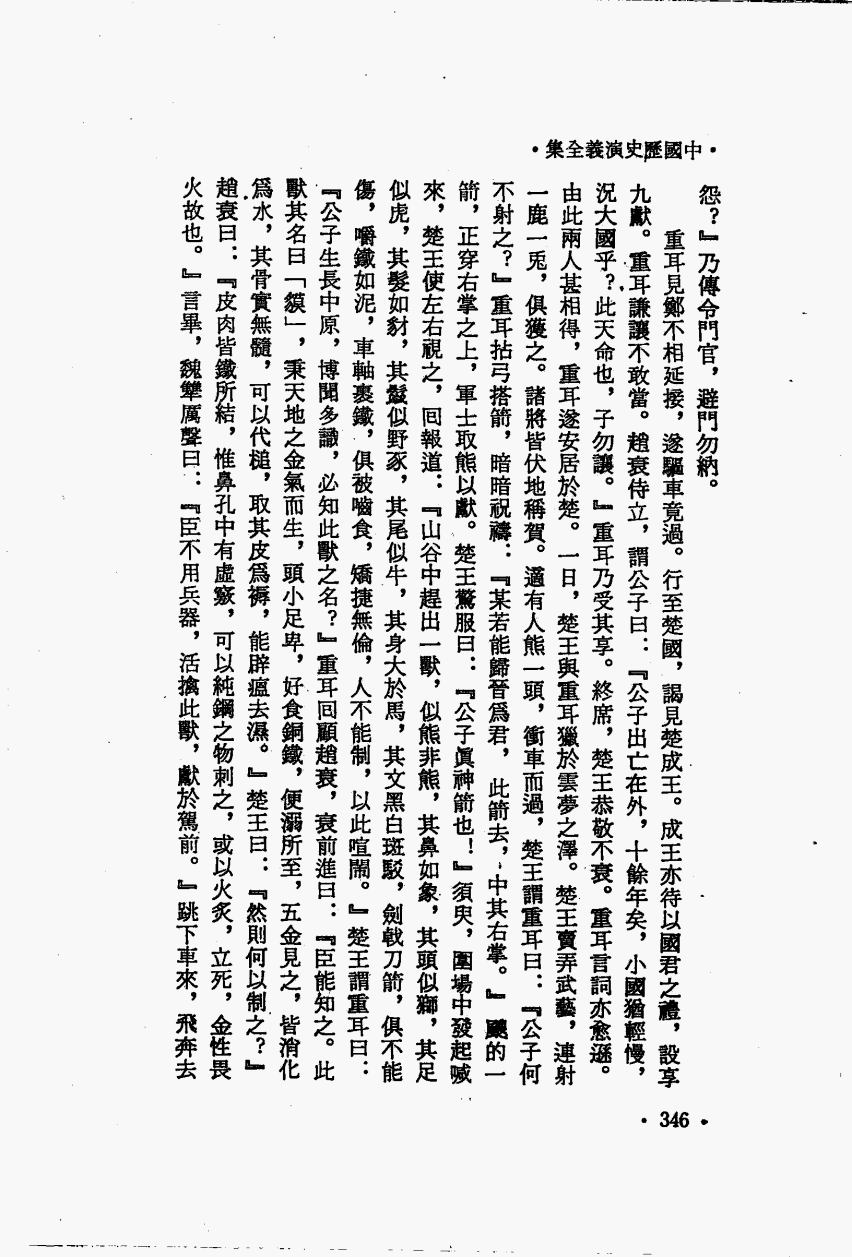 ·中國歷史演義全集·
怨？』乃傳令門官，避門勿納。
重耳見鄭不相延接，遂驅車竟過。行至楚國，謁見楚成王。成王亦待以國君之禮，設享
九獻。重耳謙讓不敢當。趙衰侍立，謂公子曰：『公子出亡在外，十餘年矣，小國猶輕慢，
況大國乎？此天命也，子勿讓。』重耳乃受其享。終席，楚王恭敬不衰。重耳言詞亦愈遜。
由此兩人甚相得，重耳遂安居於楚。一日，楚王與重耳獵於雲夢之澤。楚王賣弄武藝，連射
一鹿一兎，俱獲之。諸將皆伏地稱賀。適有人熊一頭，衝車而過，楚王謂重耳曰：『公子何
不射之？』重耳拈弓搭箭，暗暗祝禱：『某若能歸晉爲君，此箭去，中其右掌。』颼的一
箭，正穿右掌之上，軍士取熊以獻。楚王驚服曰：『公子眞神箭也！』須臾，圍場中發起喊
來，楚王使左右視之，回報道：『山谷中趕出一獸，似熊非熊，其鼻如象，其頭似獅，其足
似虎，其髮如豺，其鬣似野豕，其尾似牛，其身大於馬，其文黑白斑駁，劍戟刀箭，俱不能
傷，嚼鐵如泥，車軸裹鐵，俱被嚙食，矯捷無倫，人不能制，以此喧鬧。』楚王謂重耳曰：
『公子生長中原，博聞多識，必知此獸之名？』重耳回顧趙衰，衰前進曰：『臣能知之。此
獸其名曰「貘」，秉天地之金氣而生，頭小足卑，好食銅鐵，便溺所至，五金見之，皆消化
爲水，其骨實無髓，可以代槌，取其皮爲褥，能辟瘟去濕。』楚王曰：『然則何以制之？』
趙衰曰：『皮肉皆鐵所結，惟鼻孔中有虛竅，可以純鋼之物刺之，或以火炙，立死，金性畏
火故也。』言畢，魏犨厲聲曰：『臣不用兵器，活擒此獸，獻於駕前。』跳下車來，飛奔去
·346·